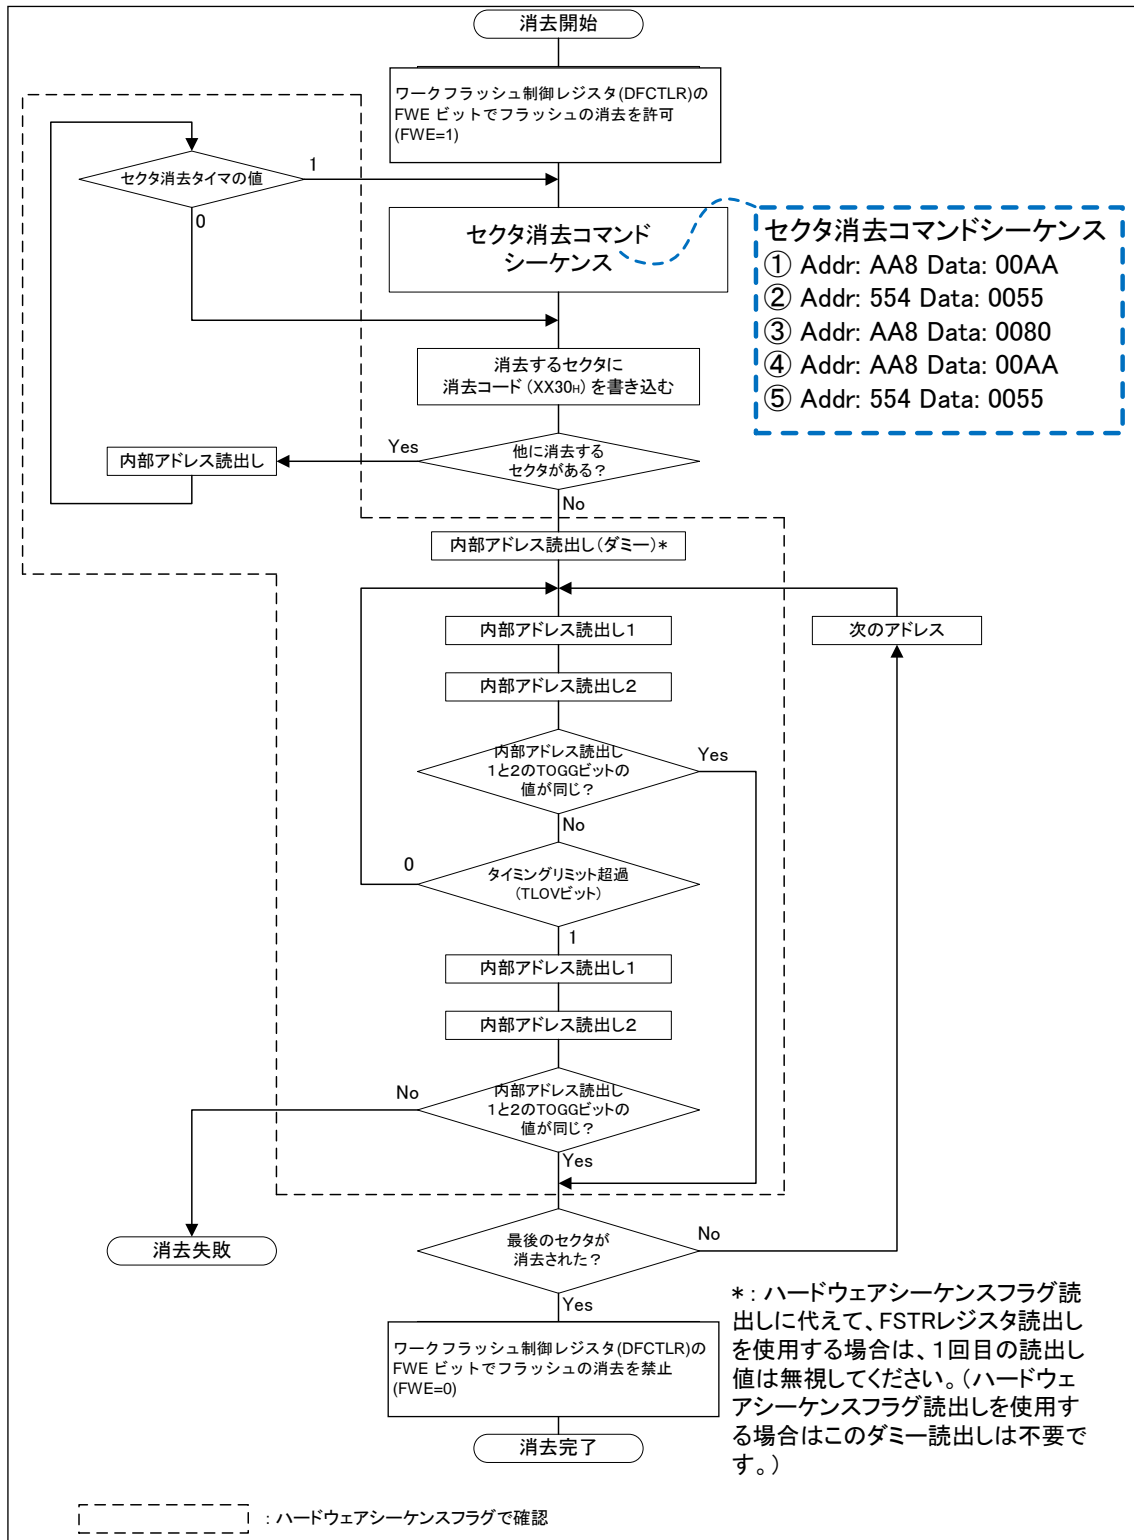 消去開始
ワークフラッシュ制御レジスタ(DFCTLR)の
FWE ビットでフラッシュの消去を許可
(FWE=1)
セクタ消去タイマの値
1
0
セクタ消去コマンド
シーケンス
セクタ消去コマンドシーケンス
① Addr: AA8 Data: 00AA
② Addr: 554 Data: 0055
③ Addr: AA8 Data: 0080
④ Addr: AA8 Data: 00AA
⑤ Addr: 554 Data: 0055
消去するセクタに
消去コード (XX30H) を書き込む
他に消去する
セクタがある?
Yes
内部アドレス読出し
No
内部アドレス読出し(ダミー)*
内部アドレス読出し1
次のアドレス
内部アドレス読出し2
内部アドレス読出し
1と2のTOGGビットの
値が同じ?
Yes
No
タイミングリミット超過
(TLOVビット)
0
1
内部アドレス読出し1
内部アドレス読出し2
内部アドレス読出し
1と2のTOGGビットの
値が同じ?
No
Yes
消去失敗
最後のセクタが
消去された?
No
Yes
ワークフラッシュ制御レジスタ(DFCTLR)の
FWE ビットでフラッシュの消去を禁止
(FWE=0)
消去完了
*: ハードウェアシーケンスフラグ読
出しに代えて、FSTRレジスタ読出し
を使用する場合は、1回目の読出し
値は無視してください。(ハードウェ
アシーケンスフラグ読出しを使用す
る場合はこのダミー読出しは不要で
す。)
: ハードウェアシーケンスフラグで確認